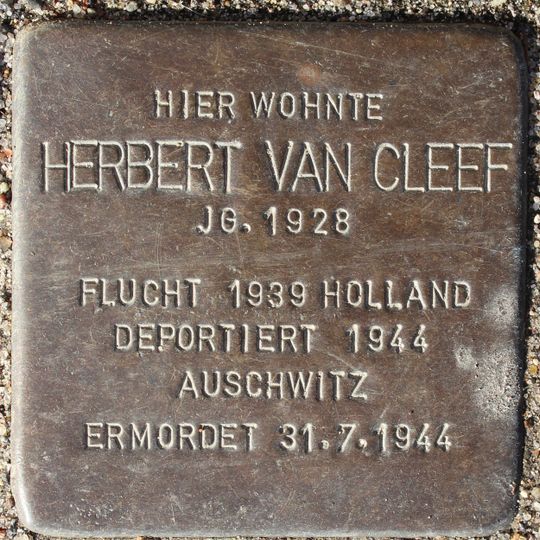 HIER WOHNTE
HERBERT VAN CLEEF
JG. 1928
FLUCHT 1939 HOLLAND
DEPORTIERT 1944
AUSCHWITZ
ERMORDET 31.7.1944